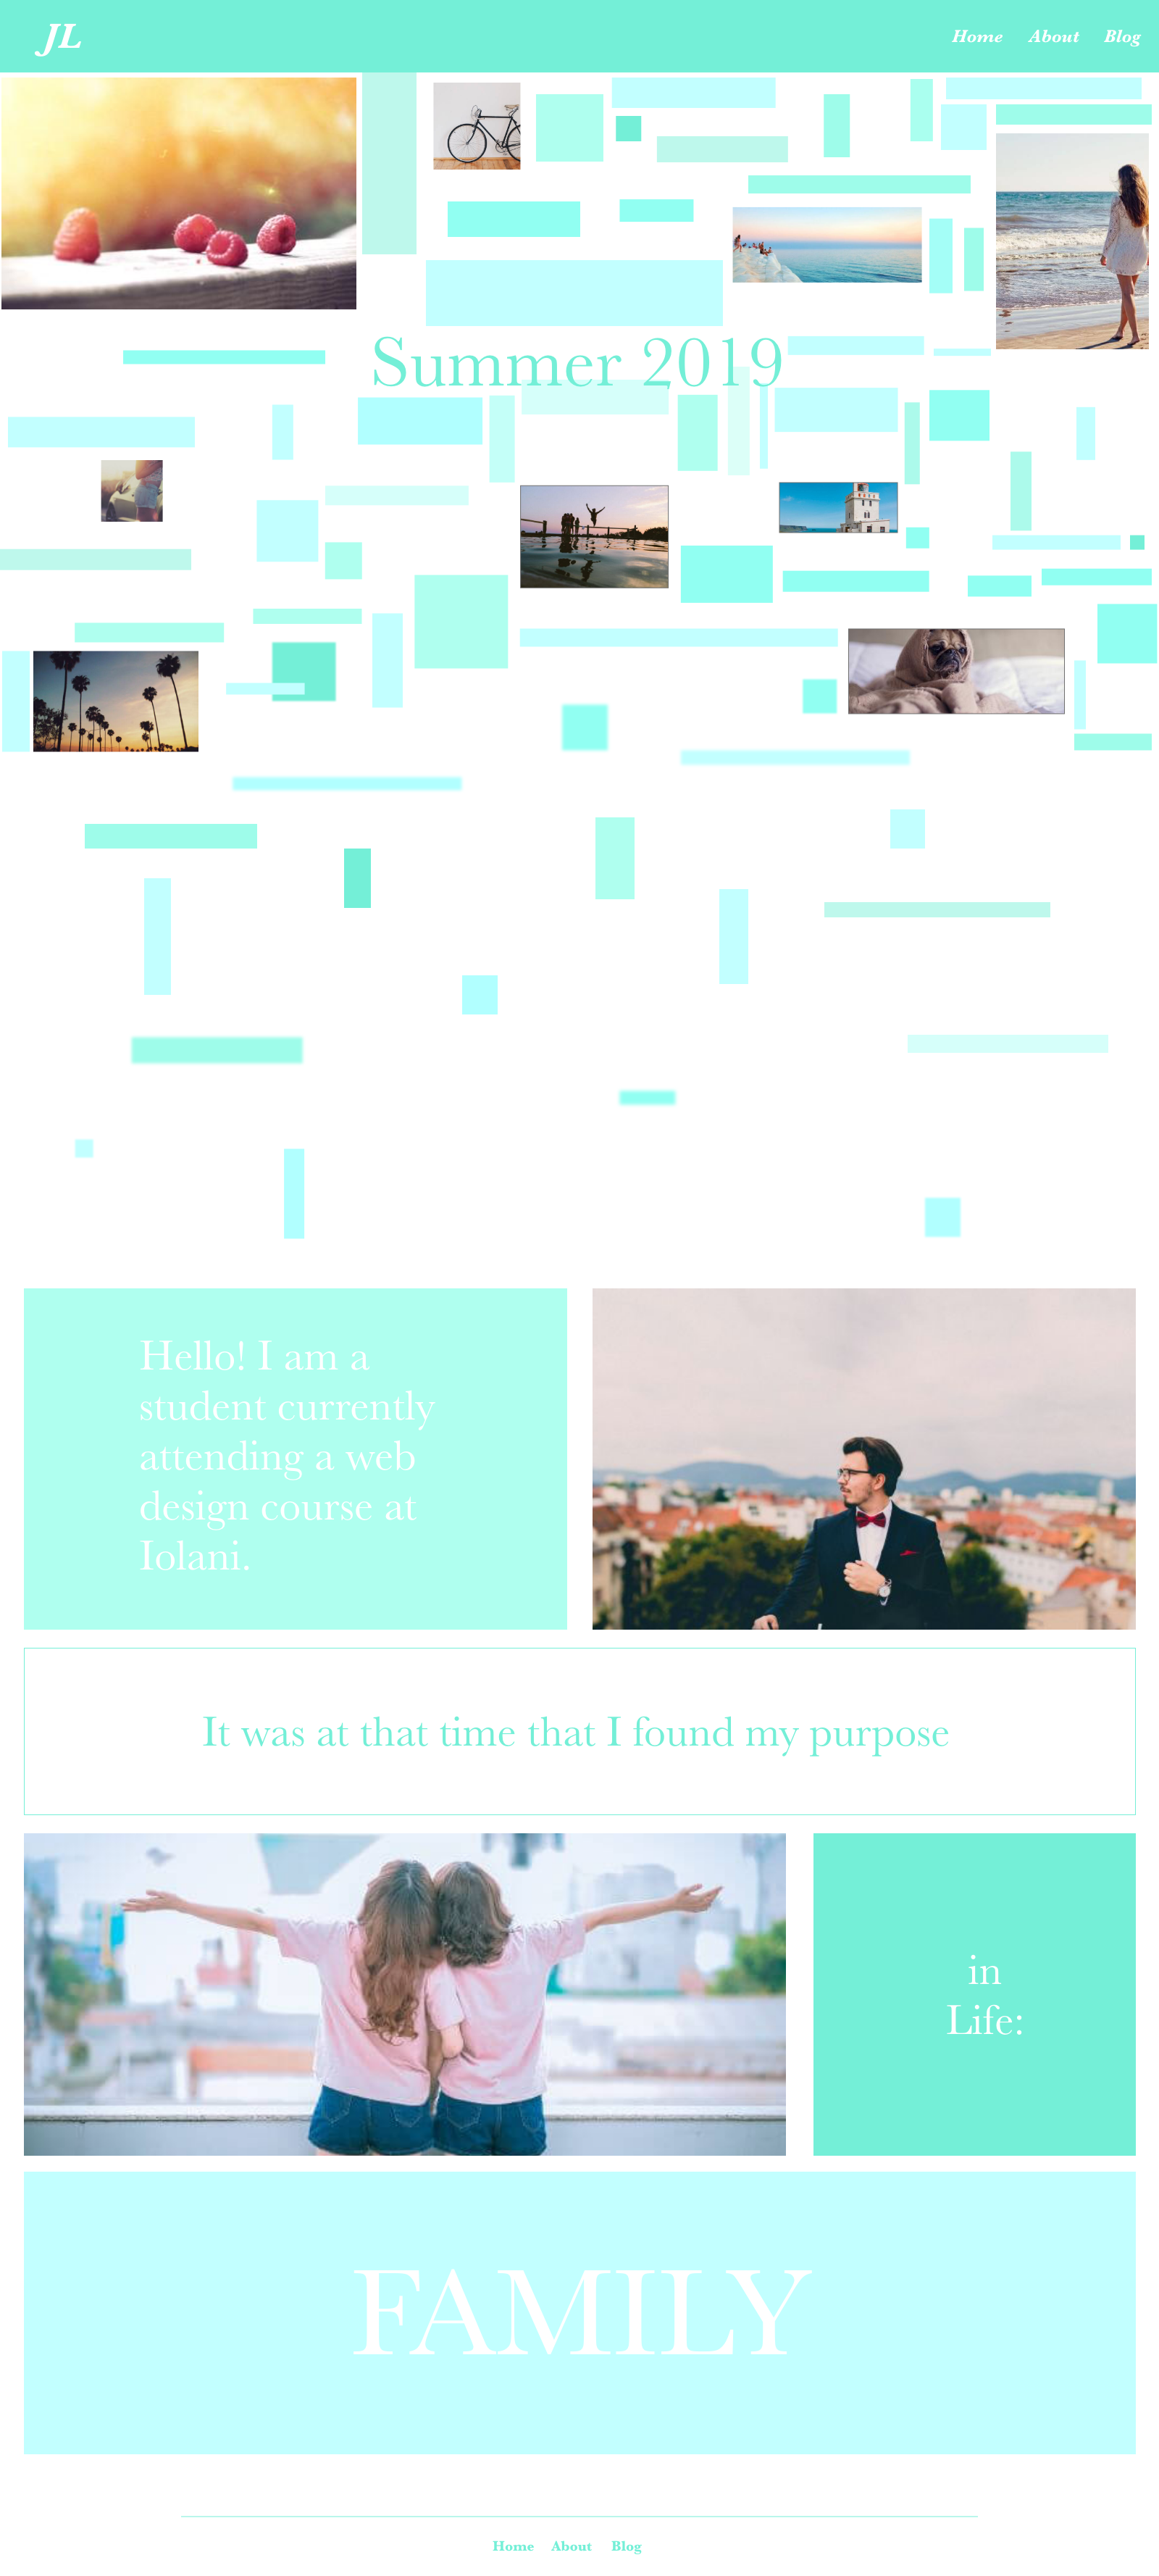 JL
Home About Blog
Summer 2019
Hello! I am a
student currently
attending a web
design course at
Iolani.
It was at that time that I found my purpose
in
Life:
FAMILY
Home About Blog